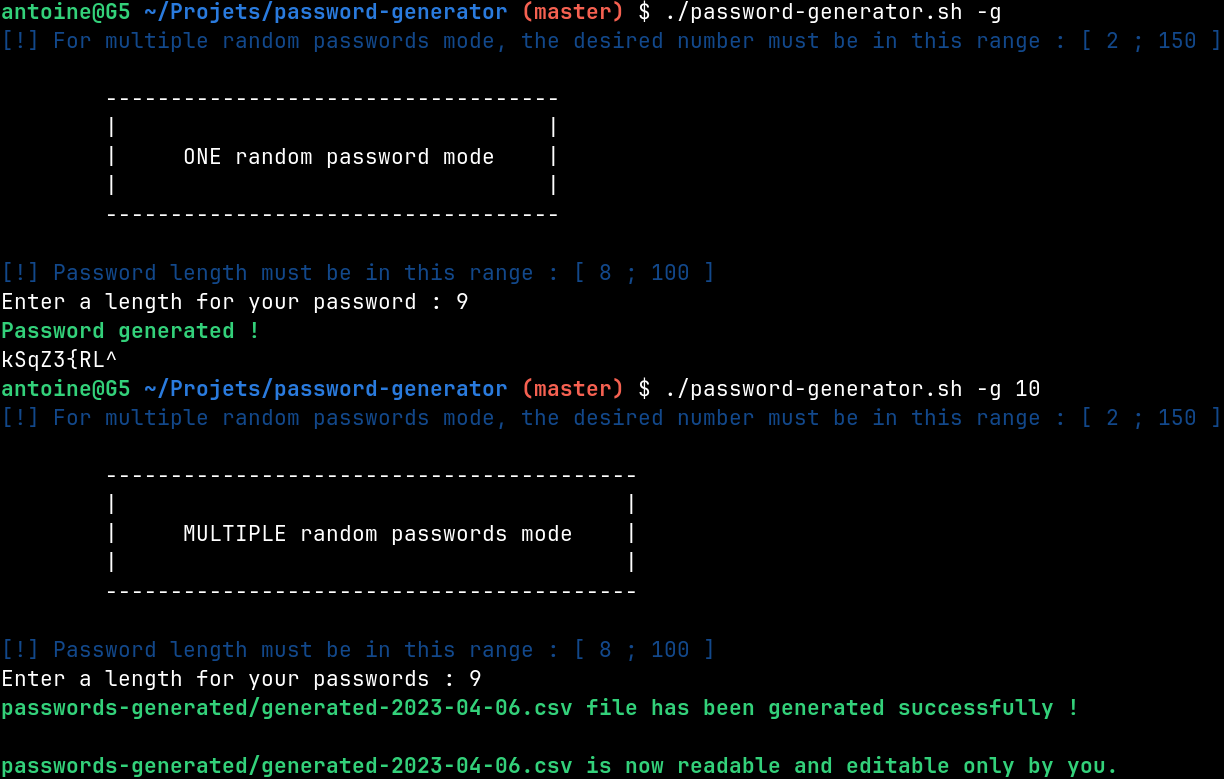 antoine@G5 ~/Projets/password-generator (master) $ ./password-generator.sh -g
[!] For multiple random passwords mode, the desired number must be in this range : [ 2 ; 150 ]
-----------------------------------
|                                 |
|     ONE random password mode    |
|                                 |
-----------------------------------
[!] Password length must be in this range : [ 8 ; 100 ]
Enter a length for your password : 9
Password generated !
kSqZ3{RL^
antoine@G5 ~/Projets/password-generator (master) $ ./password-generator.sh -g 10
[!] For multiple random passwords mode, the desired number must be in this range : [ 2 ; 150 ]
-----------------------------------------
|                                       |
|     MULTIPLE random passwords mode    |
|                                       |
-----------------------------------------
[!] Password length must be in this range : [ 8 ; 100 ]
Enter a length for your passwords : 9
passwords-generated/generated-2023-04-06.csv file has been generated successfully !
passwords-generated/generated-2023-04-06.csv is now readable and editable only by you.